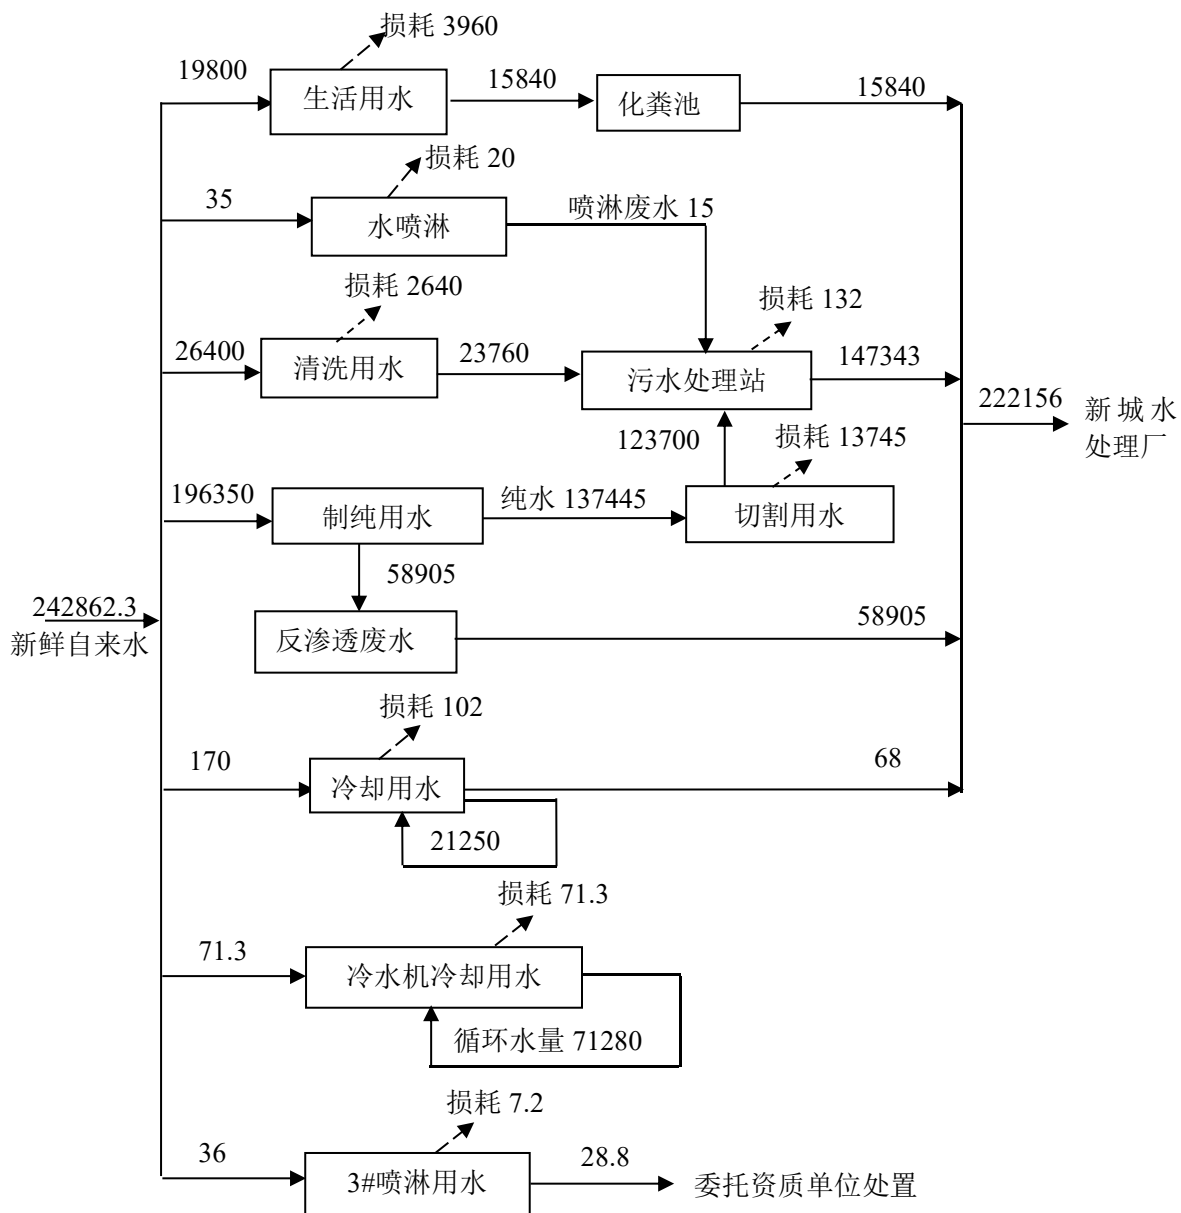 损耗 3960
19800
生活用水
15840
化粪池
15840
损耗 20
35
水喷淋
喷淋废水 15
损耗 2640
26400
清洗用水
23760
损耗 132
污水处理站
147343
222156
新城水
处理厂
123700
损耗 13745
196350
制纯用水
纯水 137445
切割用水
58905
242862.3
新鲜自来水
反渗透废水
58905
损耗 102
170
冷却用水
68
21250
损耗 71.3
71.3
冷水机冷却用水
循环水量 71280
损耗 7.2
36
3#喷淋用水
28.8
委托资质单位处置